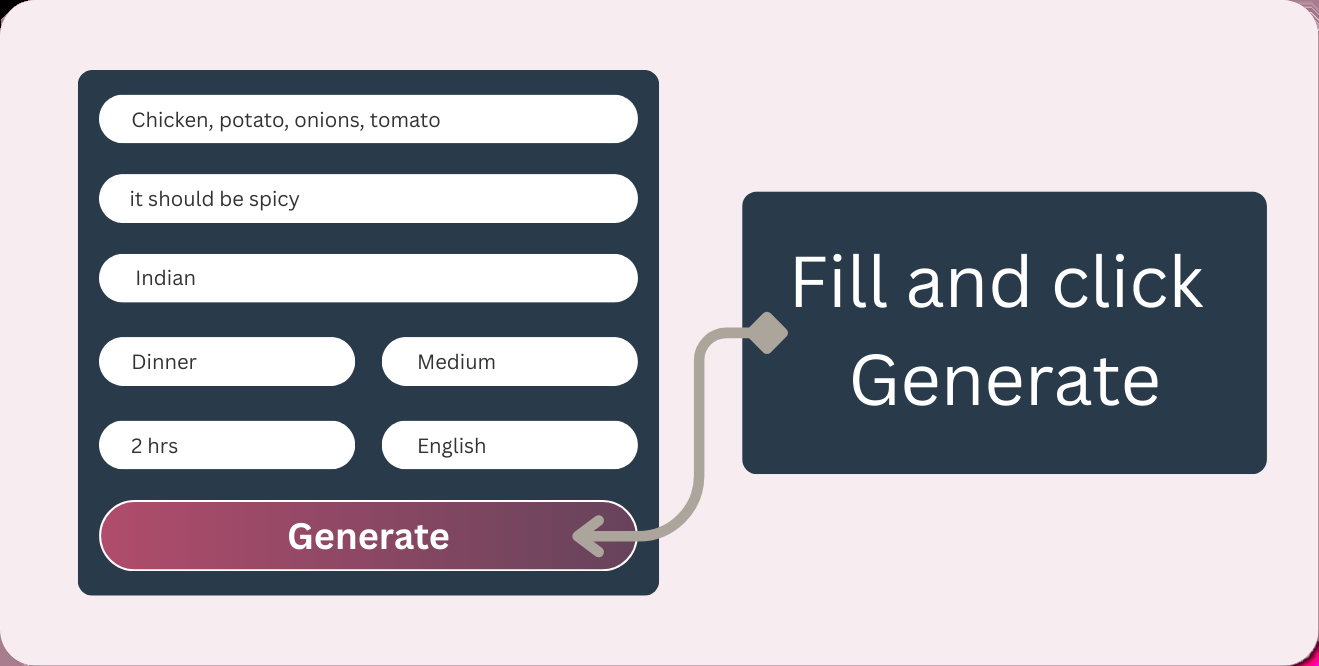 Chicken, potato, onions, tomato
it should be spicy
Indian
Dinner
Medium
2 hrs
English
Generate
Fill and click
Generate